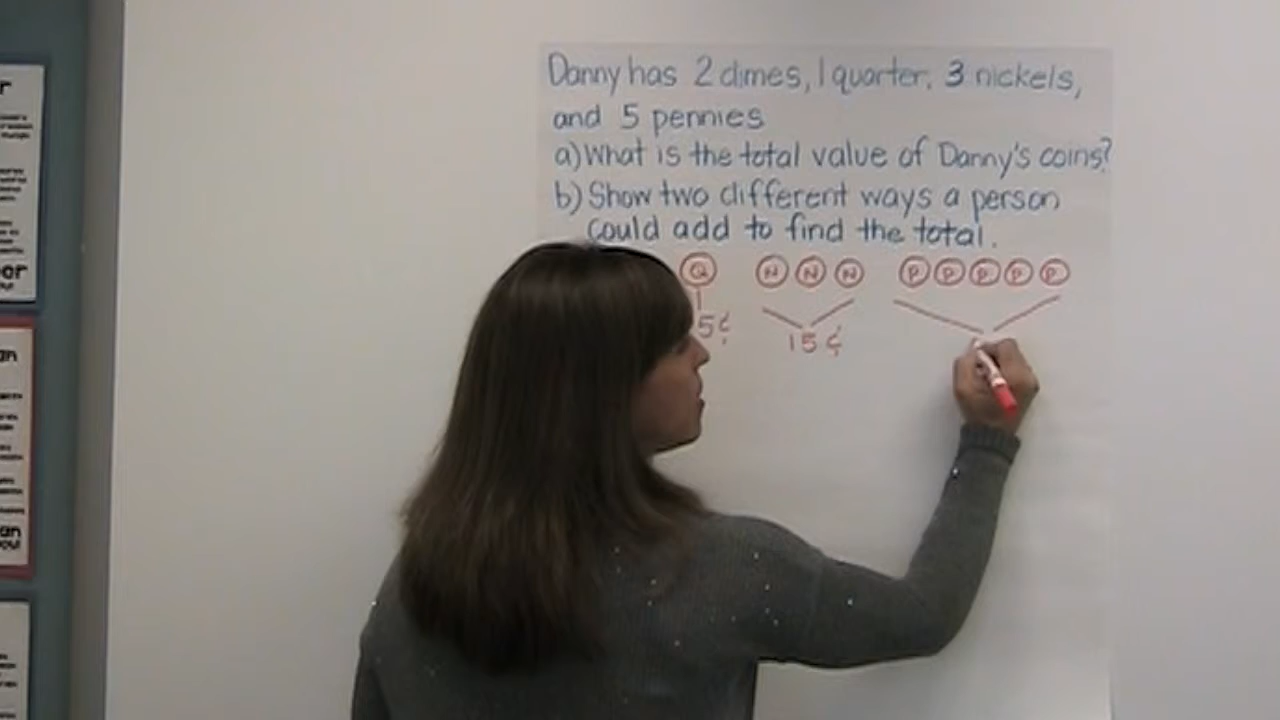 Danny has 2 dimes, 1 quarter, 3 nickels,
and 5 pennies
a) What is the total value of Danny's coins?
b) Show two different ways a person
could add to find the total.
Q N N N P P P P P
5¢ 15¢